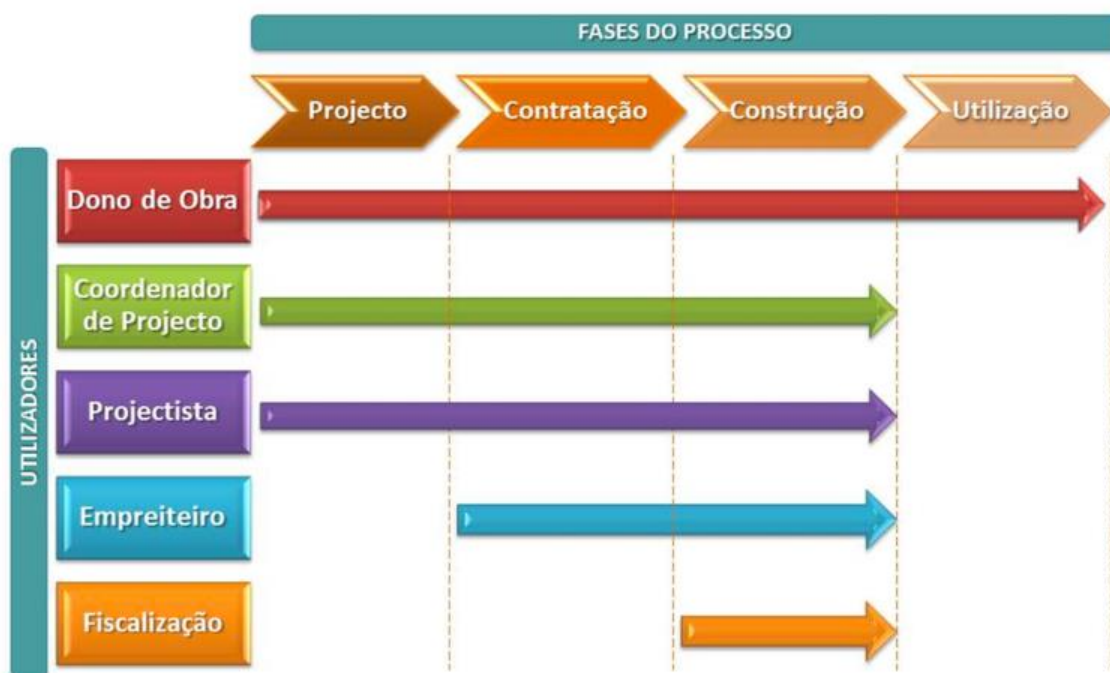 FASES DO PROCESSO
Projecto
Contratação
Construção
Utilização
UTILIZADORES
Dono de Obra
Coordenador
de Projecto
Projectista
Empreiteiro
Fiscalização